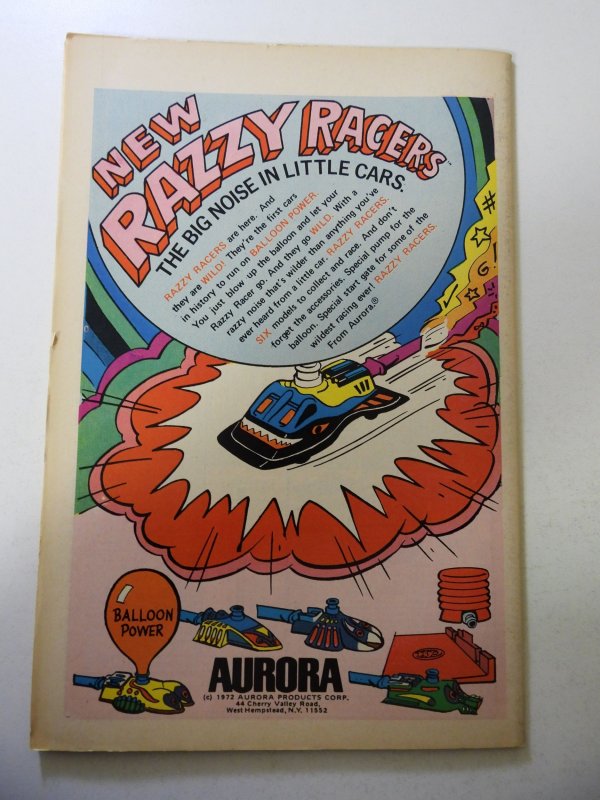 NEW
RAZZY RACERS™
THE BIG NOISE IN LITTLE CARS.
RAZZY RACERS are here. And
they are WILD! They're the first cars
in history to run on BALLOON POWER.
You just blow up the balloon and let your
Razzy Racer go. And they go WILD. With a
razzy noise that's wilder than anything you've
ever heard from a little car. RAZZY RACERS.
SIX models to collect and race. And don't
forget the accessories. Special pump for the
balloon. Special start gate for some of the
wildest racing ever! RAZZY RACERS.
From Aurora.®
#
G!
BALLOON
POWER
AURORA
(c) 1972 AURORA PRODUCTS CORP.
44 Cherry Valley Road,
West Hempstead, N.Y. 11552